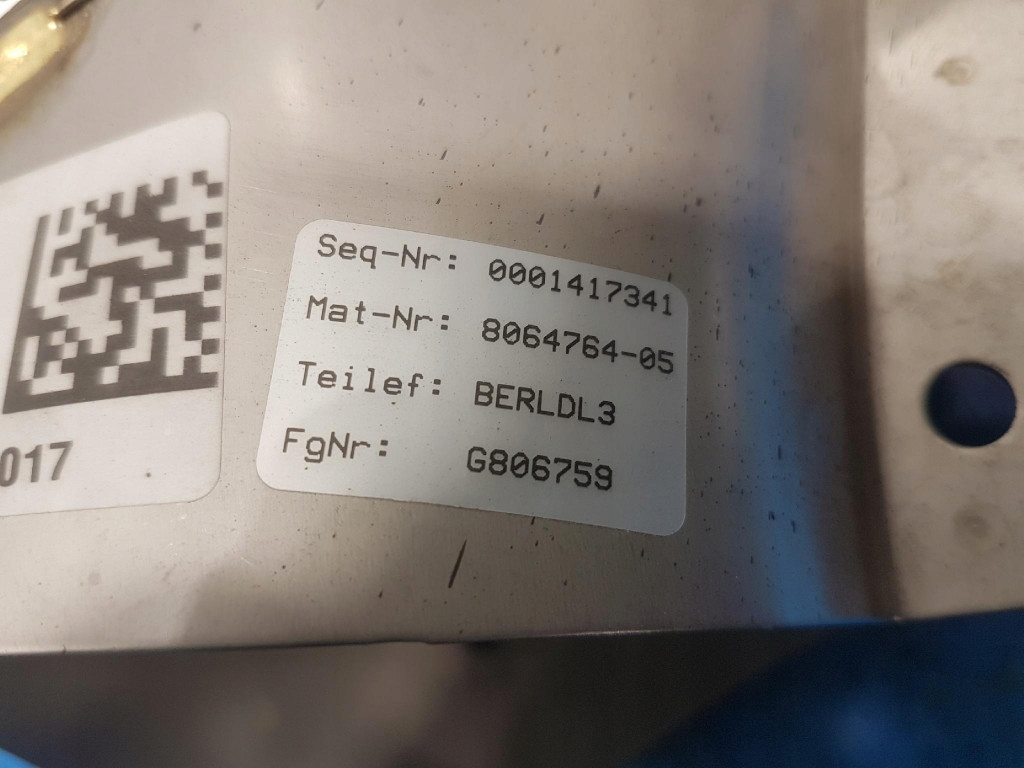 Seq-Nr: 0001417341
Mat-Nr: 8064764-05
Teilef: BERLDL3
FgNr: G806759
017